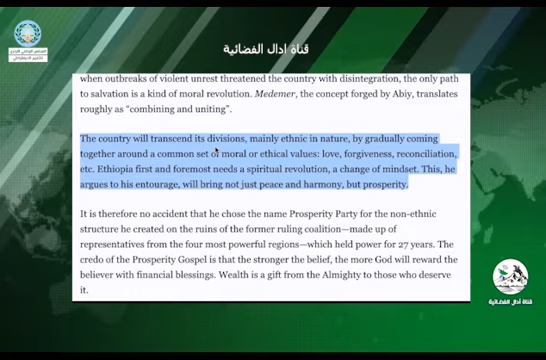 قناة أدال الفضائية
when outbreaks of violent unrest threatened the country with disintegration, the only path
to salvation is a kind of moral revolution. Medemer, the concept forged by Abiy, translates
roughly as “combining and uniting”.
The country will transcend its divisions, mainly ethnic in nature, by gradually coming
together around a common set of moral or ethical values: love, forgiveness, reconciliation,
etc. Ethiopia first and foremost needs a spiritual revolution, a change of mindset. This, he
argues to his entourage, will bring not just peace and harmony, but prosperity.
It is therefore no accident that he chose the name Prosperity Party for the non-ethnic
structure he created on the ruins of the former ruling coalition—made up of
representatives from the four most powerful regions—which held power for 27 years. The
credo of the Prosperity Gospel is that the stronger the belief, the more God will reward the
believer with financial blessings. Wealth is a gift from the Almighty to those who deserve
it.
قناة أدال الفضائية